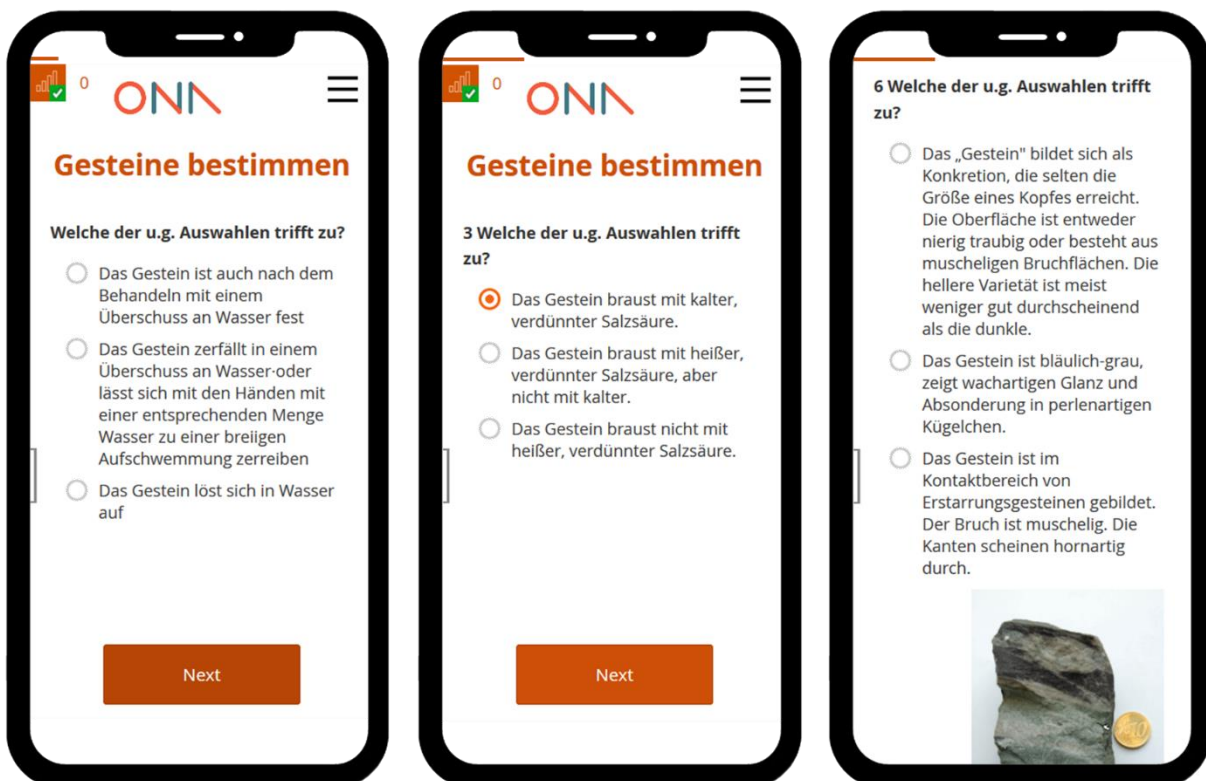 0
ONA
Gesteine bestimmen
Welche der u.g. Auswahlen trifft zu?
Das Gestein ist auch nach dem
Behandeln mit einem
Überschuss an Wasser fest
Das Gestein zerfällt in einem
Überschuss an Wasser·oder
lässt sich mit den Händen mit
einer entsprechenden Menge
Wasser zu einer breiigen
Aufschwemmung zerreiben
Das Gestein löst sich in Wasser
auf
Next
0
ONA
Gesteine bestimmen
3 Welche der u.g. Auswahlen trifft
zu?
Das Gestein braust mit kalter,
verdünnter Salzsäure.
Das Gestein braust mit heißer,
verdünnter Salzsäure, aber
nicht mit kalter.
Das Gestein braust nicht mit
heißer, verdünnter Salzsäure.
Next
6 Welche der u.g. Auswahlen trifft
zu?
Das „Gestein" bildet sich als
Konkretion, die selten die
Größe eines Kopfes erreicht.
Die Oberfläche ist entweder
nierig traubig oder besteht aus
muscheligen Bruchflächen. Die
hellere Varietät ist meist
weniger gut durchscheinend
als die dunkle.
Das Gestein ist bläulich-grau,
zeigt wachartigen Glanz und
Absonderung in perlenartigen
Kügelchen.
Das Gestein ist im
Kontaktbereich von
Erstarrungsgesteinen gebildet.
Der Bruch ist muschelig. Die
Kanten scheinen hornartig
durch.
10